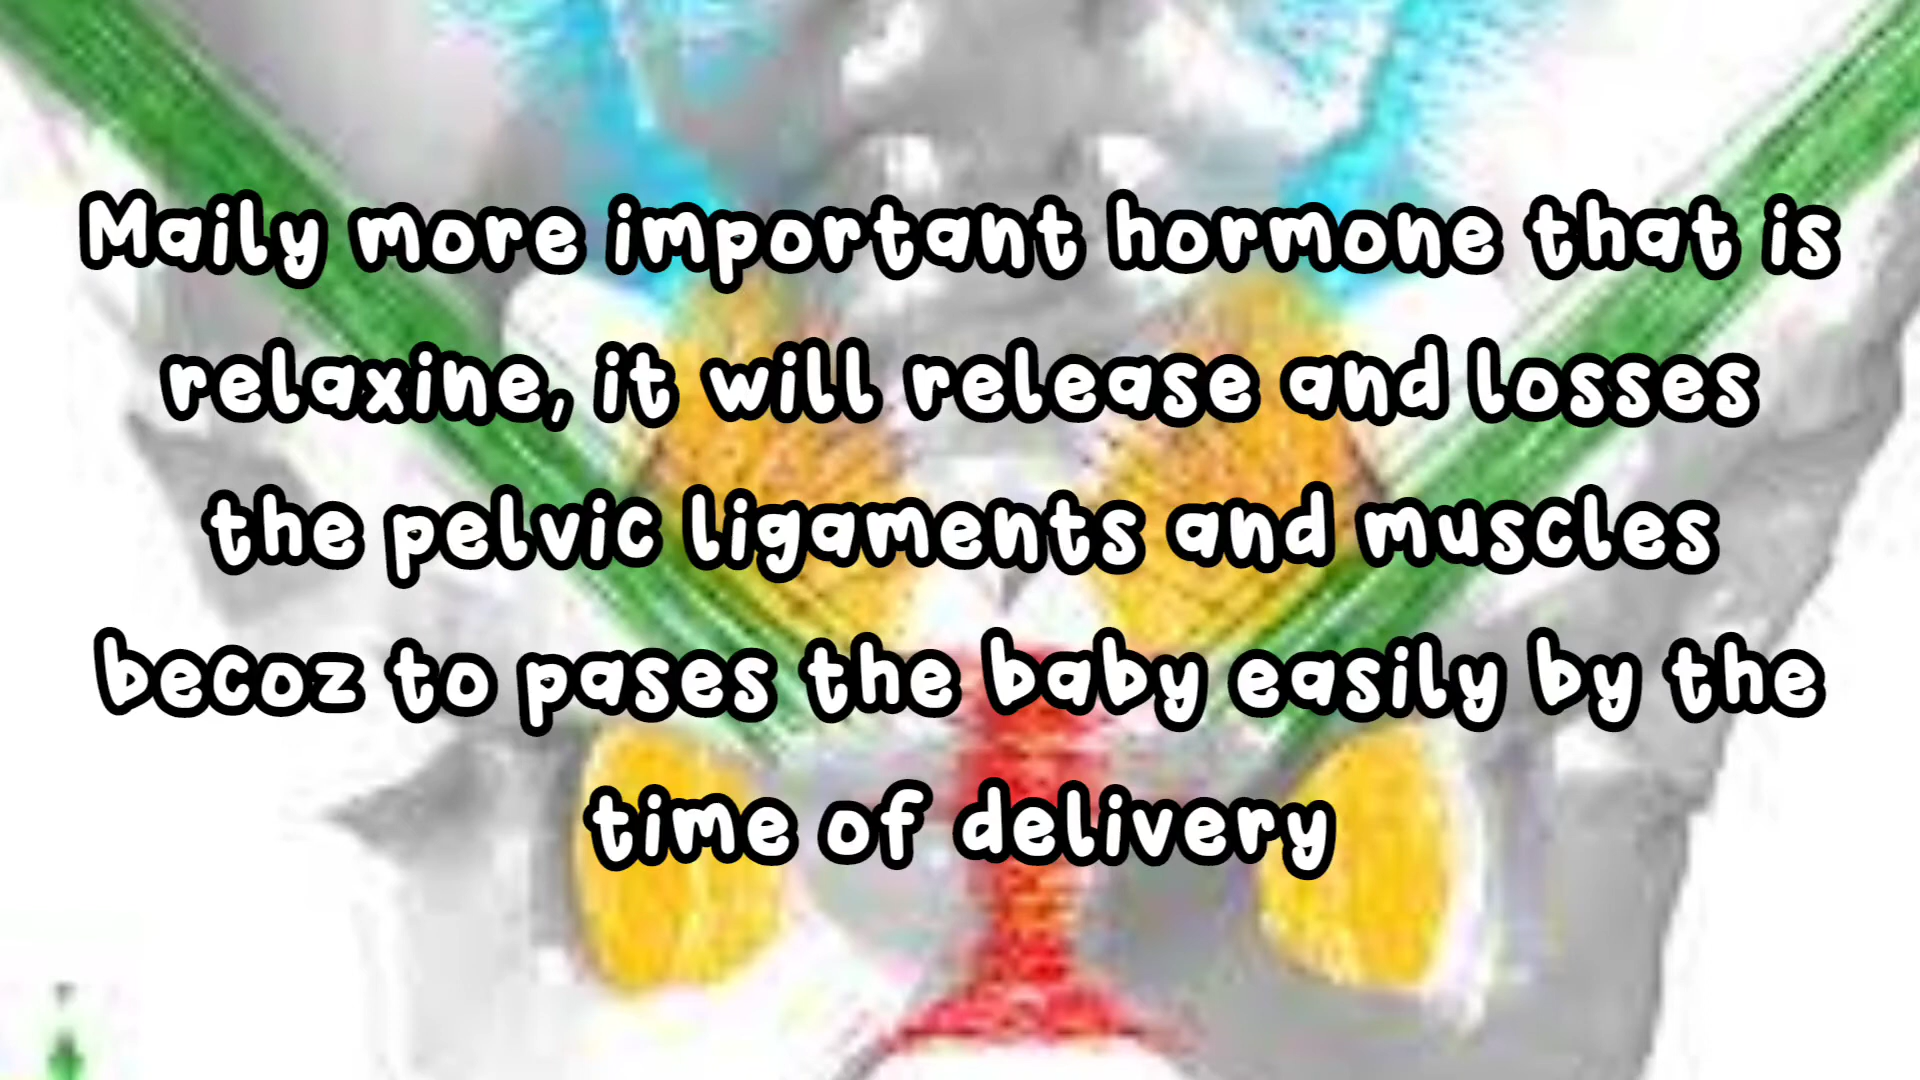 Maily more important hormone that is
relaxine, it will release and losses
the pelvic ligaments and muscles
becoz to pases the baby easily by the
time of delivery